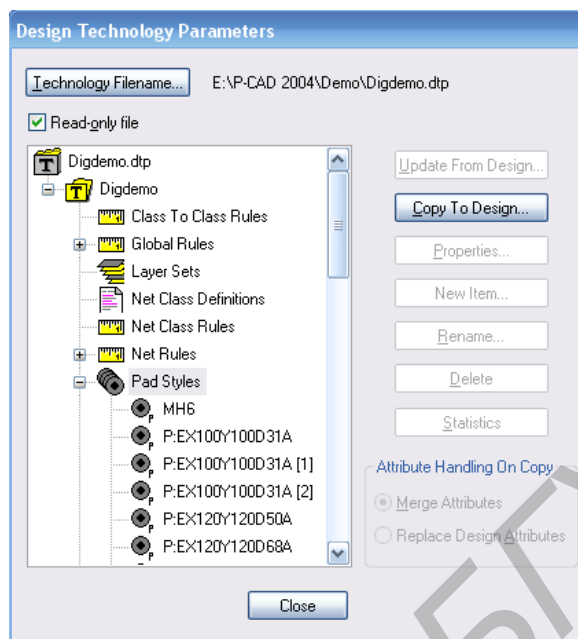 Design Technology Parameters
Technology Filename... E:\P-CAD 2004\Demo\Digdemo.dtp
Read-only file
Digdemo.dtp
Digdemo
Class To Class Rules
Global Rules
Layer Sets
Net Class Definitions
Net Class Rules
Net Rules
Pad Styles
MH6
P:EX100Y100D31A
P:EX100Y100D31A [1]
P:EX100Y100D31A [2]
P:EX120Y120D50A
P:EX120Y120D68A
Update From Design...
Copy To Design...
Properties...
New Item...
Rename...
Delete
Statistics
Attribute Handling On Copy
Merge Attributes
Replace Design Attributes
Close